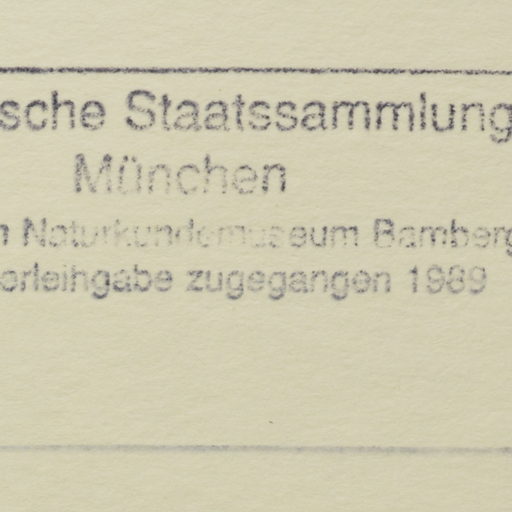 sche Staatssammlung
München
n Naturkundemuseum Bamberg
erleihgabe zugegangen 1989